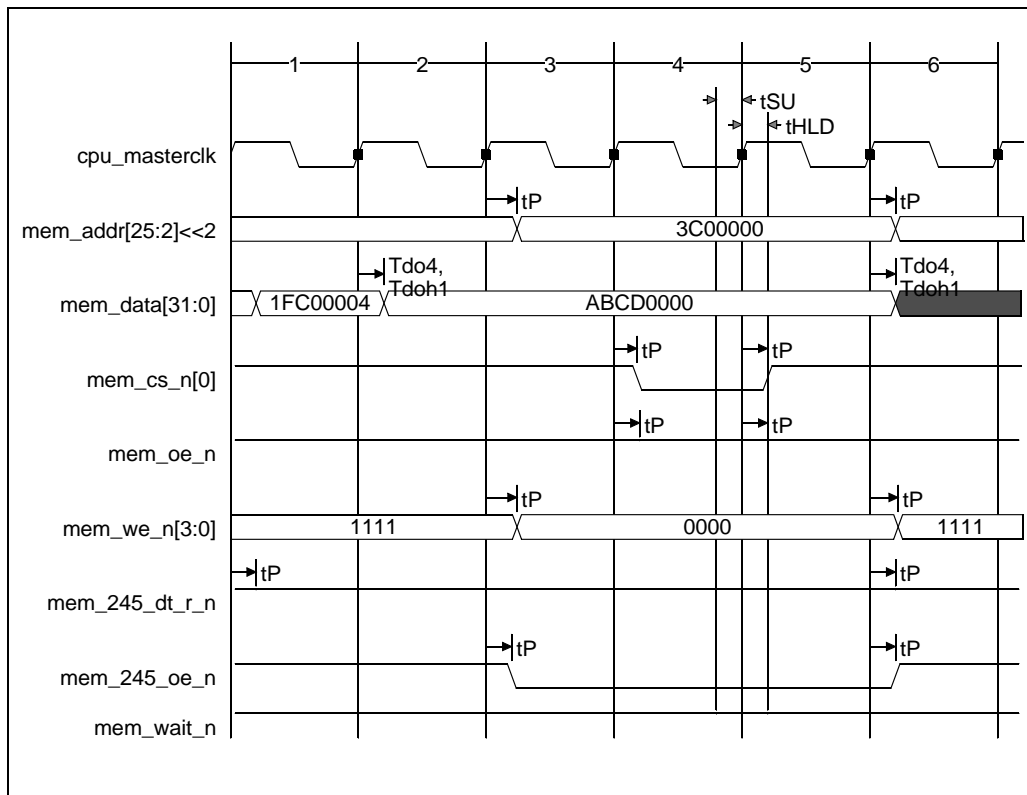 1 2 3 4 5 6
tSU
tHLD
cpu_masterclk
tP tP
mem_addr[25:2]<<2 3C00000
Tdo4, Tdo4,
Tdoh1 Tdoh1
mem_data[31:0] 1FC00004 ABCD0000
tP tP
mem_cs_n[0]
tP tP
mem_oe_n
tP tP
mem_we_n[3:0] 1111 0000 1111
tP tP
mem_245_dt_r_n
tP tP
mem_245_oe_n
mem_wait_n